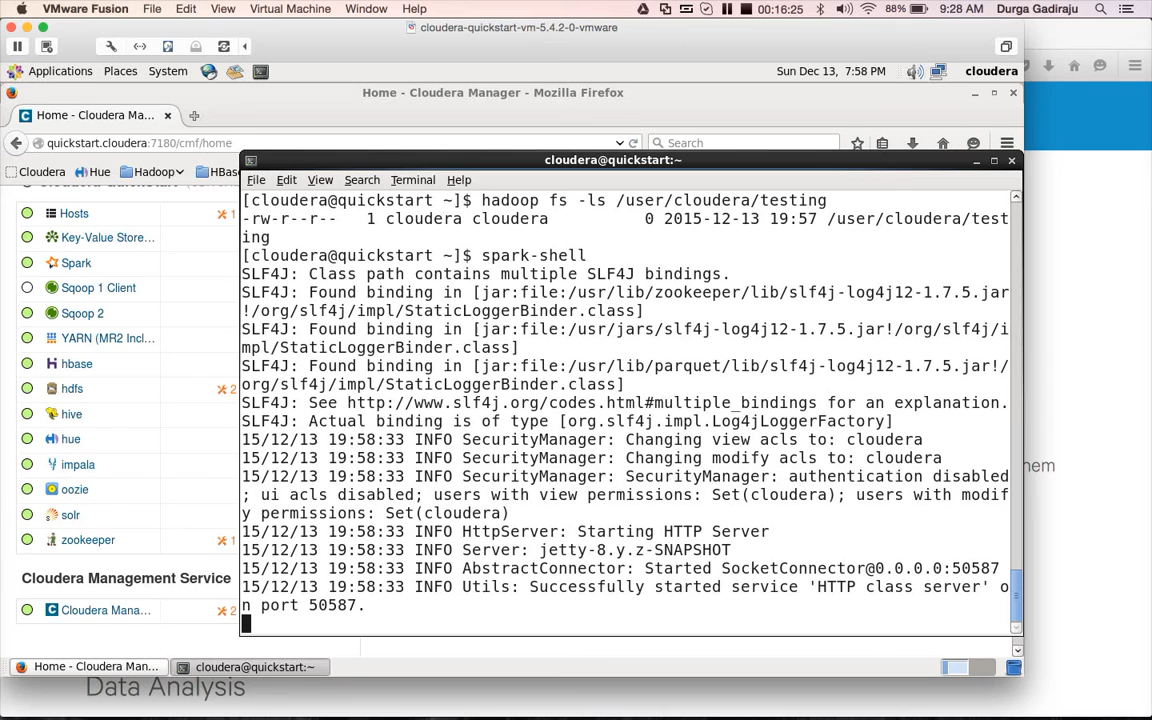 VMware Fusion File Edit View Virtual Machine Window Help 00:16:25 88% 9:28 AM Durga Gadiraju
cloudera-quickstart-vm-5.4.2-0-vmware
Applications Places System Sun Dec 13, 7:58 PM cloudera
Home - Cloudera Manager - Mozilla Firefox
Home - Cloudera Ma...
quickstart.cloudera:7180/cmf/home Search
Cloudera Hue Hadoop HBas
cloudera@quickstart:~
File Edit View Search Terminal Help
Hosts 1
Key-Value Store...
Spark
Sqoop 1 Client
Sqoop 2
YARN (MR2 Incl...
hbase
hdfs 2
hive
hue
impala
oozie
solr
zookeeper 1
Cloudera Management Service
Cloudera Mana... 2
[cloudera@quickstart ~]$ hadoop fs -ls /user/cloudera/testing
-rw-r--r--   1 cloudera cloudera          0 2015-12-13 19:57 /user/cloudera/test
ing
[cloudera@quickstart ~]$ spark-shell
SLF4J: Class path contains multiple SLF4J bindings.
SLF4J: Found binding in [jar:file:/usr/lib/zookeeper/lib/slf4j-log4j12-1.7.5.jar
!/org/slf4j/impl/StaticLoggerBinder.class]
SLF4J: Found binding in [jar:file:/usr/jars/slf4j-log4j12-1.7.5.jar!/org/slf4j/i
mpl/StaticLoggerBinder.class]
SLF4J: Found binding in [jar:file:/usr/lib/parquet/lib/slf4j-log4j12-1.7.5.jar!/
org/slf4j/impl/StaticLoggerBinder.class]
SLF4J: See http://www.slf4j.org/codes.html#multiple_bindings for an explanation.
SLF4J: Actual binding is of type [org.slf4j.impl.Log4jLoggerFactory]
15/12/13 19:58:33 INFO SecurityManager: Changing view acls to: cloudera
15/12/13 19:58:33 INFO SecurityManager: Changing modify acls to: cloudera
15/12/13 19:58:33 INFO SecurityManager: SecurityManager: authentication disabled
; ui acls disabled; users with view permissions: Set(cloudera); users with modif
y permissions: Set(cloudera)
15/12/13 19:58:33 INFO HttpServer: Starting HTTP Server
15/12/13 19:58:33 INFO Server: jetty-8.y.z-SNAPSHOT
15/12/13 19:58:33 INFO AbstractConnector: Started SocketConnector@0.0.0.0:50587
15/12/13 19:58:33 INFO Utils: Successfully started service 'HTTP class server' o
n port 50587.
hem
Home - Cloudera Man... cloudera@quickstart:~
Data Analysis